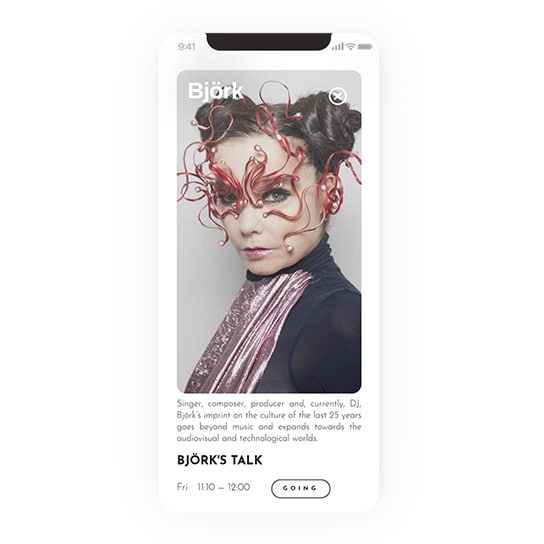 9:41
Björk
Singer, composer, producer and, currently, DJ,
Björk's imprint on the culture of the last 25 years
goes beyond music and expands towards the
audiovisual and technological worlds.
BJÖRK'S TALK
Fri 11:10 – 12:00
GOING